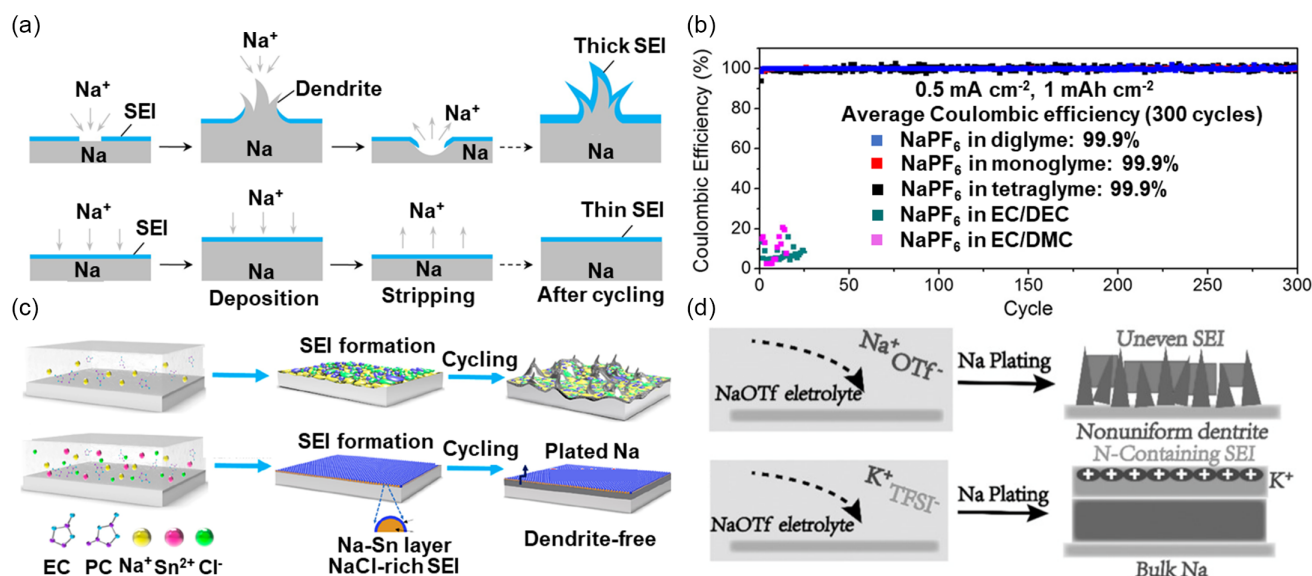 (a)
Na+
SEI
Na
Na+
Dendrite
Na
Na+
Na
Thick SEI
Na
Na+
SEI
Na
Na+
Na
Deposition
Na+
Na
Stripping
Thin SEI
Na
After cycling
(b)
Coulombic Efficiency (%)
100
80
60
40
20
0
0.5 mA cm-2, 1 mAh cm-2
Average Coulombic efficiency (300 cycles)
NaPF6 in diglyme: 99.9%
NaPF6 in monoglyme: 99.9%
NaPF6 in tetraglyme: 99.9%
NaPF6 in EC/DEC
NaPF6 in EC/DMC
0 50 100 150 200 250 300
Cycle
(c)
SEI formation
Cycling
SEI formation
Cycling
Plated Na
EC PC Na+ Sn2+ Cl-
Na-Sn layer
NaCl-rich SEI
Dendrite-free
(d)
Na+
OTf-
NaOTf eletrolyte
Na Plating
Uneven SEI
Nonuniform dentrite
K+
TFSI-
NaOTf eletrolyte
Na Plating
N-Containing SEI
+ + + + + + + +
K+
Bulk Na